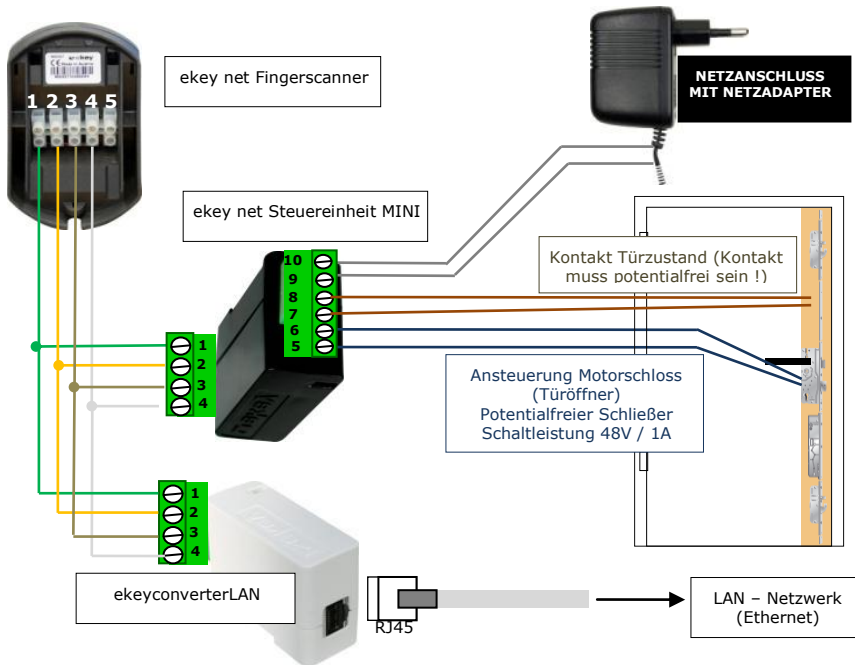 ekey
ekey net Fingerscanner
1 2 3 4 5
NETZANSCHLUSS
MIT NETZADAPTER
ekey net Steuereinheit MINI
10
9
8
7
6
5
1
2
3
4
Kontakt Türzustand (Kontakt
muss potentialfrei sein !)
Ansteuerung Motorschloss
(Türöffner)
Potentialfreier Schließer
Schaltleistung 48V / 1A
1
2
3
4
ekeyconverterLAN
RJ45
LAN – Netzwerk
(Ethernet)